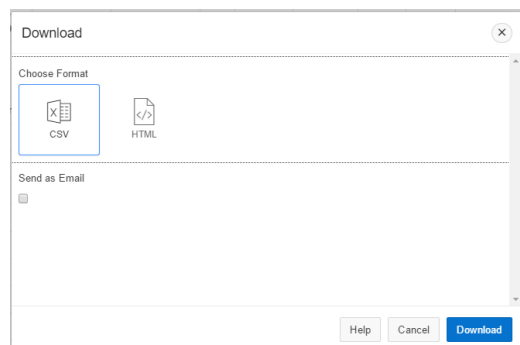 Download
Choose Format
CSV HTML
Send as Email
Help Cancel Download